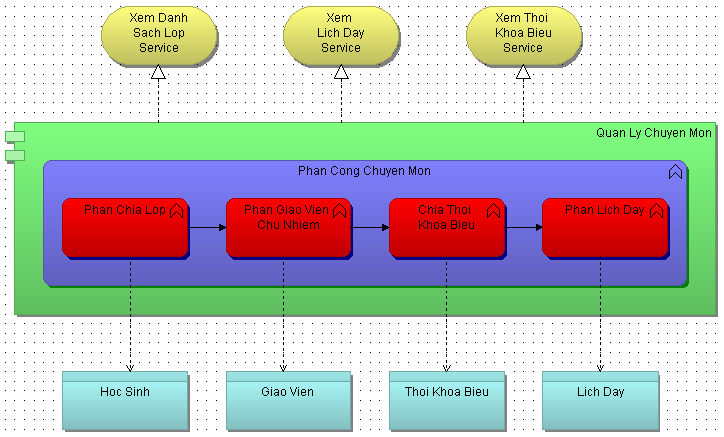 Xem Danh
Sach Lop
Service
Xem
Lich Day
Service
Xem Thoi
Khoa Bieu
Service
Quan Ly Chuyen Mon
Phan Cong Chuyen Mon
Phan Chia Lop
Phan Giao Vien
Chu Nhiem
Chia Thoi
Khoa Bieu
Phan Lich Day
Hoc Sinh
Giao Vien
Thoi Khoa Bieu
Lich Day